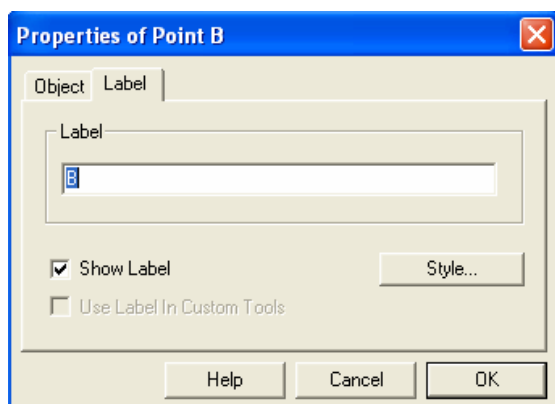 Properties of Point B
Object Label
Label
B
Show Label
Style...
Use Label In Custom Tools
Help Cancel OK